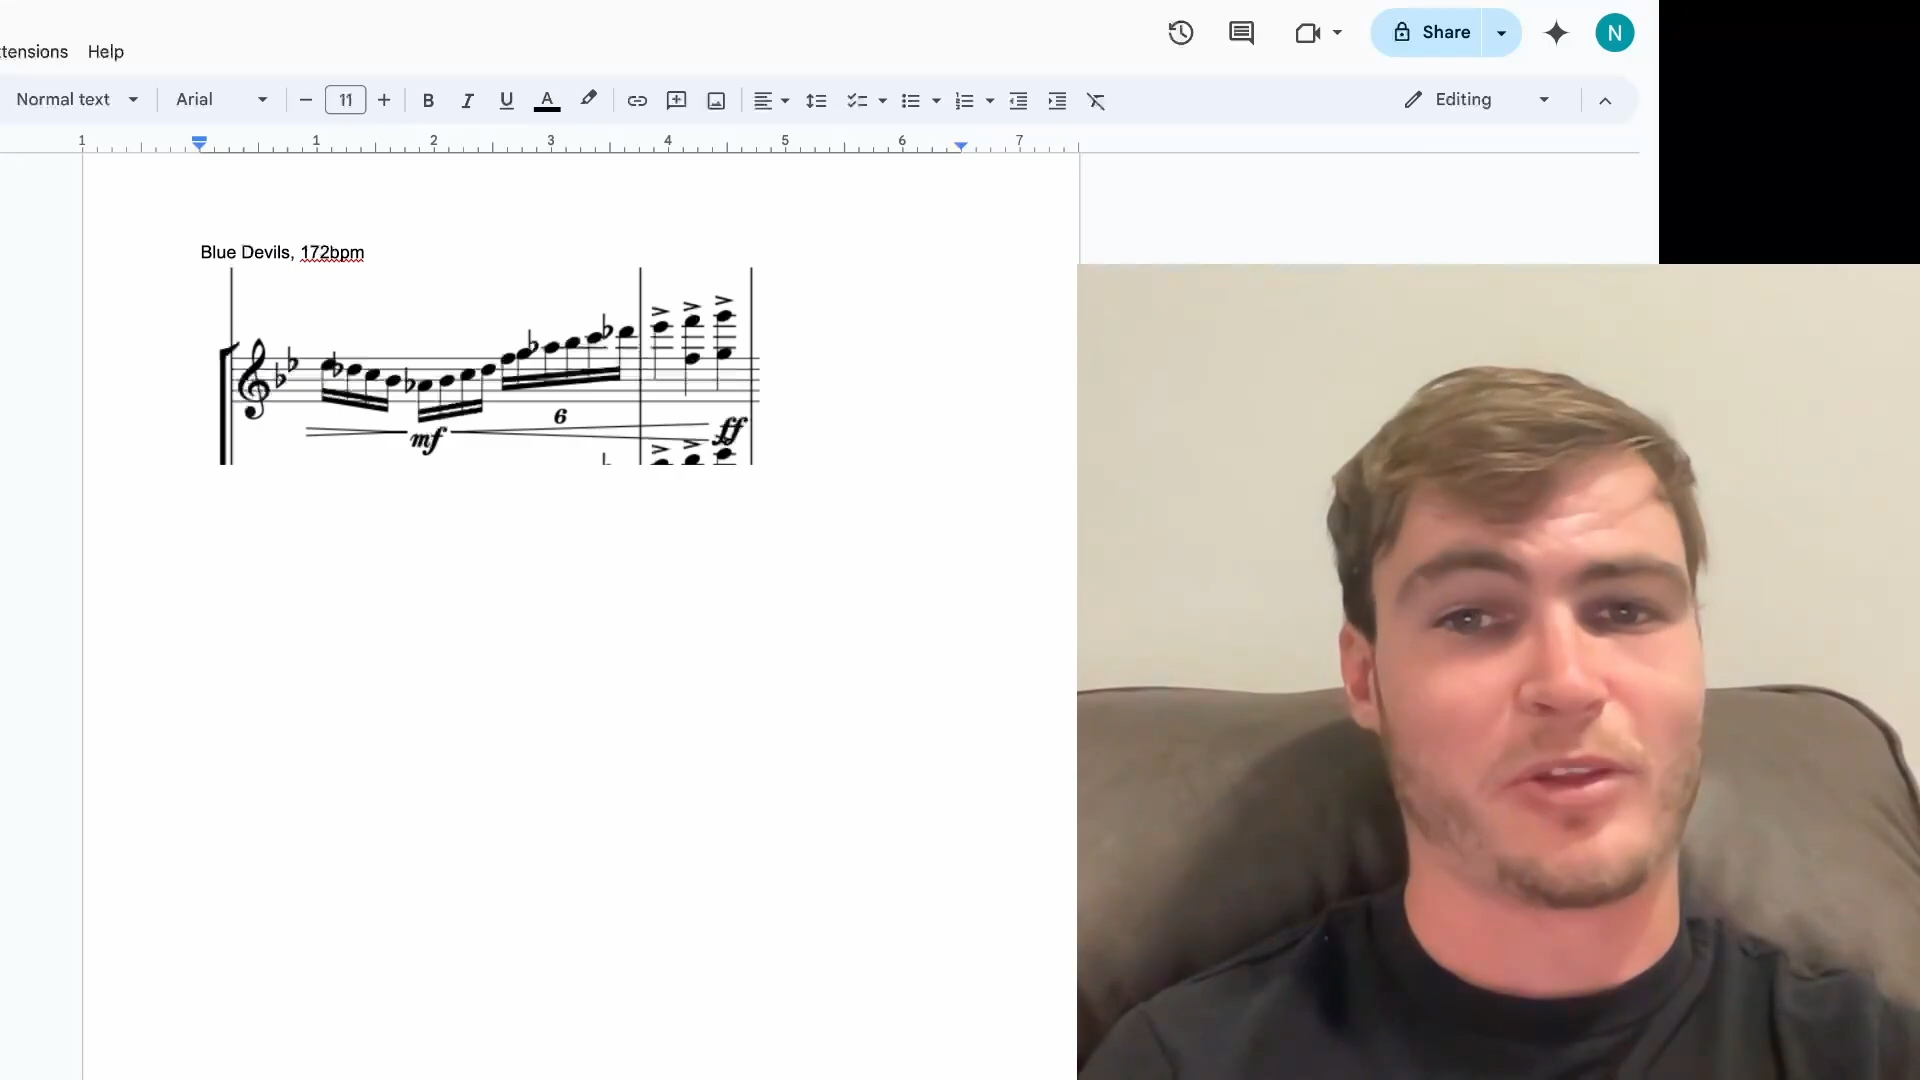 Share
N
tensions Help
Normal text Arial 11 B I U A Editing
1 1 2 3 4 5 6 7
Blue Devils, 172bpm
6
mf ff